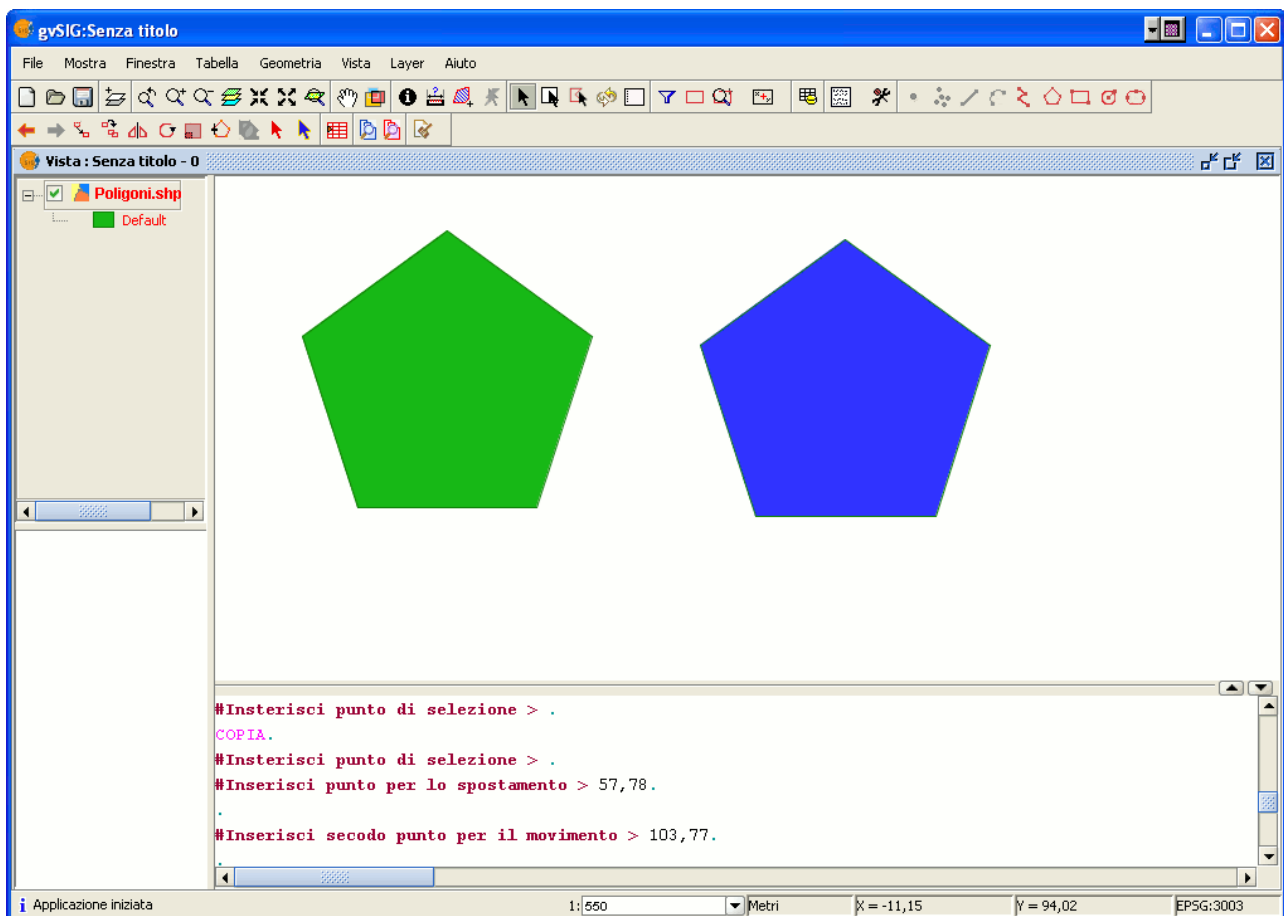 gvSIG:Senza titolo
File Mostra Finestra Tabella Geometria Vista Layer Aiuto
Vista : Senza titolo - 0
Poligoni.shp
Default
#Insterisci punto di selezione > .
COPIA.
#Insterisci punto di selezione > .
#Inserisci punto per lo spostamento > 57,78.
.
#Inserisci secodo punto per il movimento > 103,77.
.
Applicazione iniziata 1: 550 Metri X = -11,15 Y = 94,02 EPSG:3003